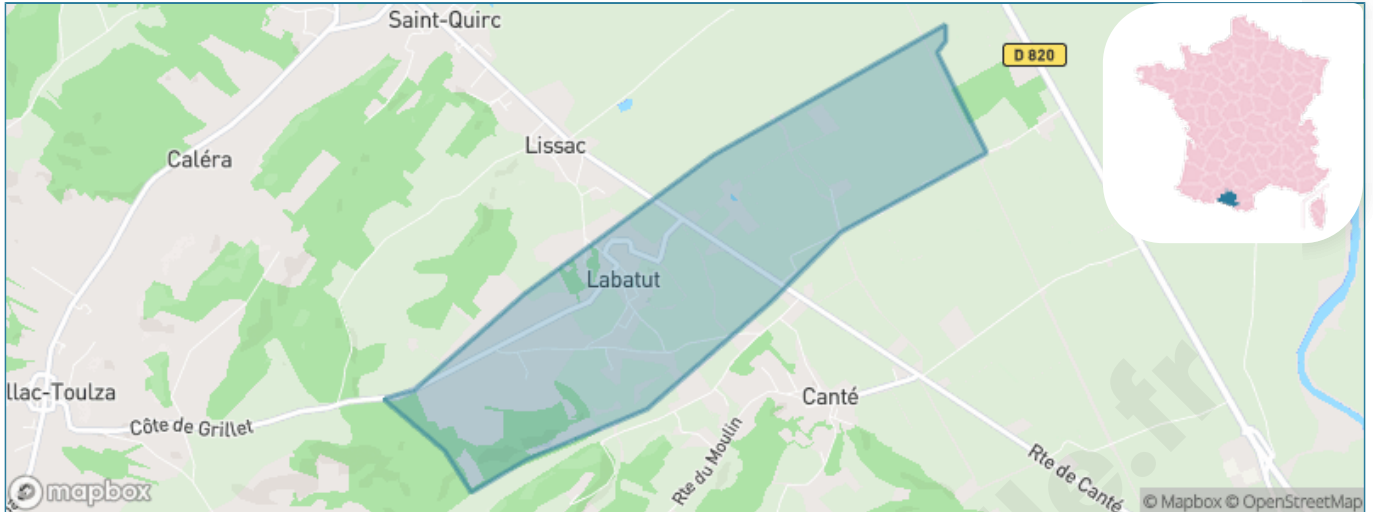 Saint-Quirc
D 820
Lissac
Caléra
Labatut
llac-Toulza
Canté
Côte de Grillet
Rte du Moulin
Rte de Canté
mapbox
© Mapbox © OpenStreetMap